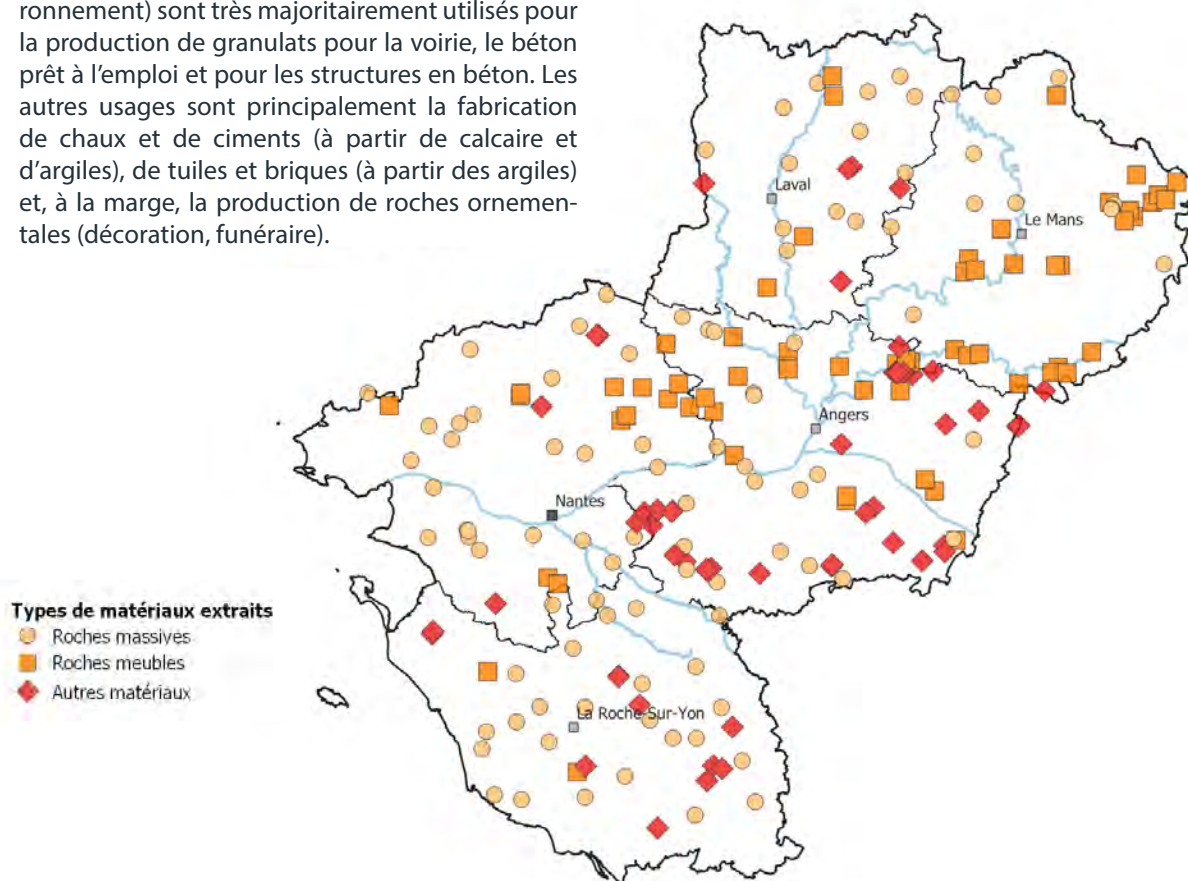 ronnement) sont très majoritairement utilisés pour
la production de granulats pour la voirie, le béton
prêt à l’emploi et pour les structures en béton. Les
autres usages sont principalement la fabrication
de chaux et de ciments (à partir de calcaire et
d’argiles), de tuiles et briques (à partir des argiles)
et, à la marge, la production de roches ornemen-
tales (décoration, funéraire).
Laval
Le Mans
Angers
Nantes
La Roche-Sur-Yon
Types de matériaux extraits
Roches massives
Roches meubles
Autres matériaux